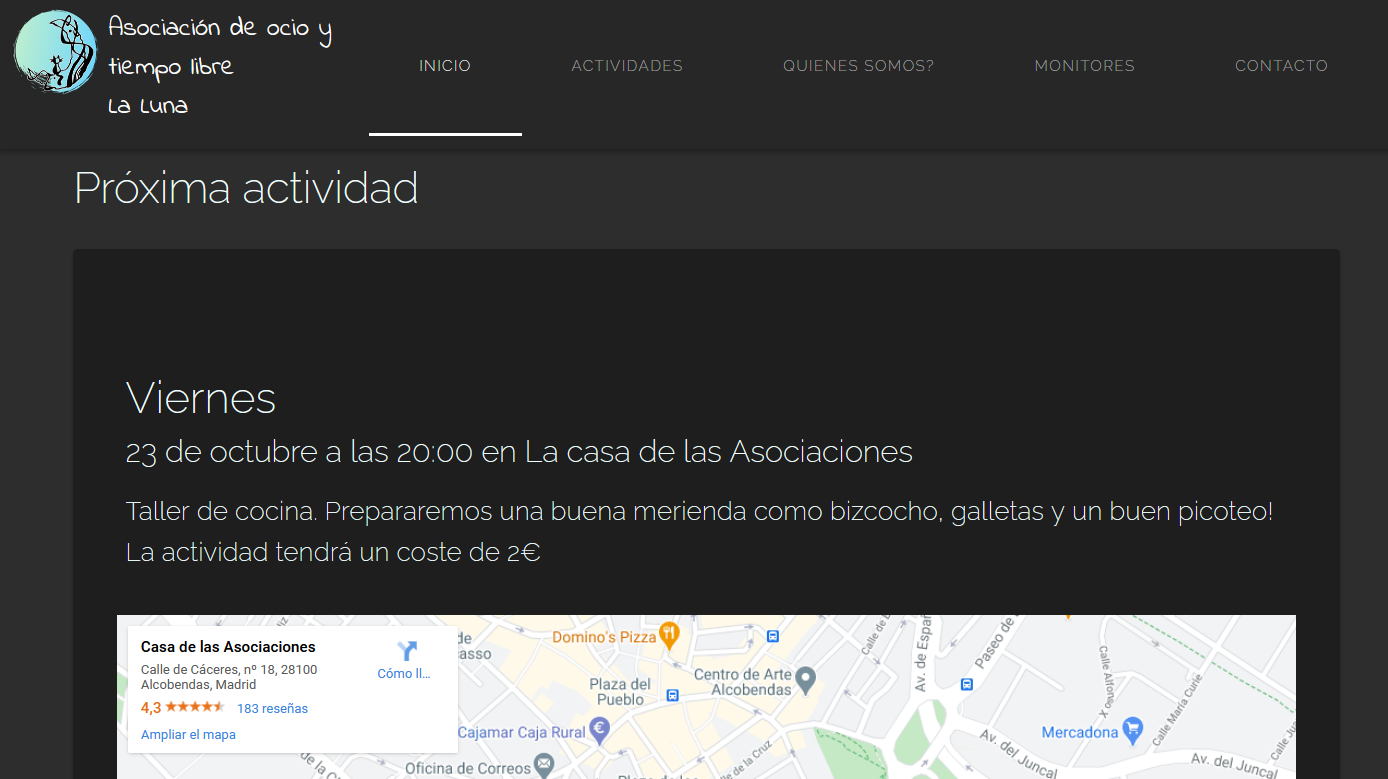 Asociación de ocio y
tiempo libre
La Luna
INICIO
ACTIVIDADES
QUIENES SOMOS?
MONITORES
CONTACTO
Próxima actividad
Viernes
23 de octubre a las 20:00 en La casa de las Asociaciones
Taller de cocina. Prepararemos una buena merienda como bizcocho, galletas y un buen picoteo!
La actividad tendrá un coste de 2€
Casa de las Asociaciones
Calle de Cáceres, nº 18, 28100
Alcobendas, Madrid
4,3
183 reseñas
Ampliar el mapa
Cómo ll...
Domino's Pizza
Plaza del
Pueblo
Centro de Arte
Alcobendas
Cajamar Caja Rural
Oficina de Correos
Mercadona
Av. de Españ
Paseo de
Calle Alfons
X o
Calle María Curie
Av. del Juncal
Av. del Juncal
Calle de la Cruz